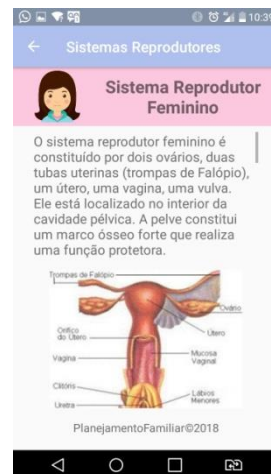 10:39
Sistemas Reprodutores
Sistema Reprodutor
Feminino
O sistema reprodutor feminino é
constituído por dois ovários, duas
tubas uterinas (trompas de Falópio),
um útero, uma vagina, uma vulva.
Ele está localizado no interior da
cavidade pélvica. A pelve constitui
um marco ósseo forte que realiza
uma função protetora.
Trompas de Falópio
Ovário
Orifício
do Útero
Útero
Vagina
Mucosa
Vaginal
Clitóris
Lábios
Menores
Uretra
PlanejamentoFamiliar©2018